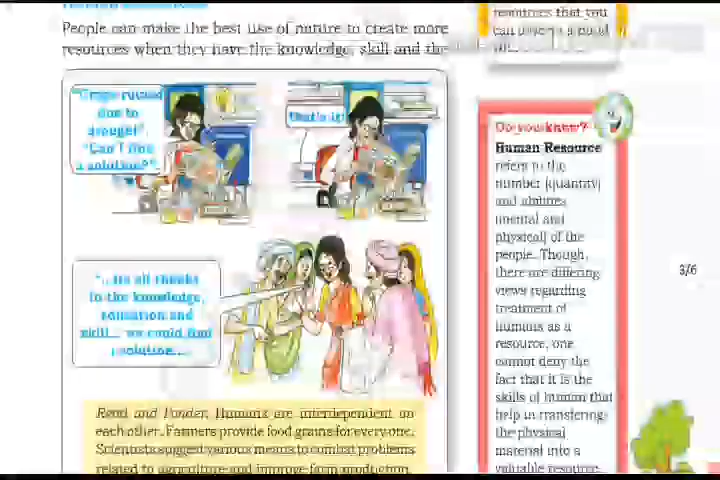 People can make the best use of nature to create more
resources when they have the knowledge, skill and the
"Crops ruined
due to
drought".
"Can I find
a solution?"
That's it!
"...Its all thanks
to the knowledge,
education and
skill... we could find
solution...
Read and Ponder: Humans are interdependent on
each other. Farmers provide food grains for everyone.
Scientists suggest various means to combat problems
related to agriculture and improve farm production.
resources that you
can
Do you know?
Human Resource
refers to the
number (quantity)
and abilities
(mental and
physical) of the
people. Though,
there are differing
views regarding
treatment of
humans as a
resource, one
cannot deny the
fact that it is the
skills of human that
help in transfering
the physical
material into a
valuable resource.
3/6